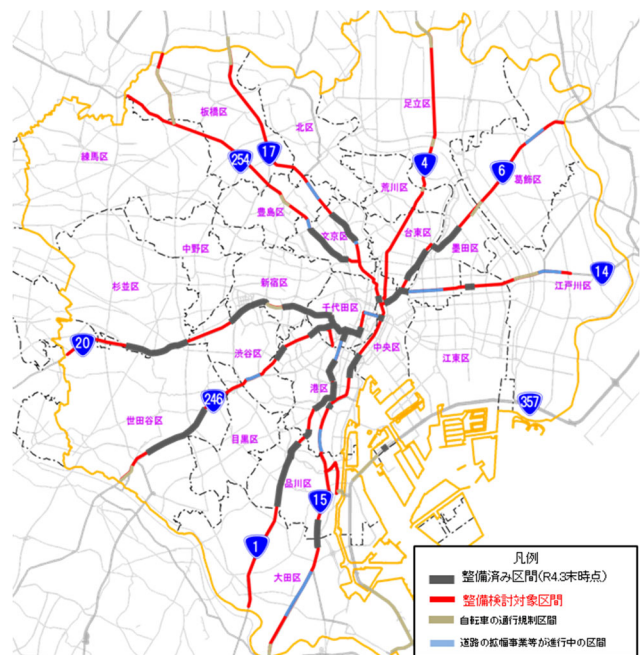 足立区
板橋区
北区
17
練馬区
254
4
6
葛飾区
荒川区
豊島区
台東区
文京区
墨田区
中野区
14
新宿区
江戸川区
杉並区
千代田区
20
渋谷区
中央区
江東区
246
港区
357
世田谷区
目黒区
品川区
15
1
大田区
凡例
整備済み区間(R4.3末時点)
整備検討対象区間
自転車の通行規制区間
道路の拡幅事業等が進行中の区間